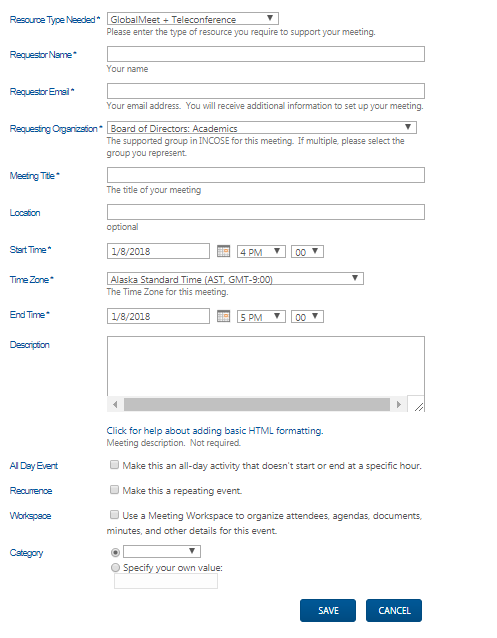 Resource Type Needed * GlobalMeet + Teleconference
Please enter the type of resource you require to support your meeting.
Requestor Name *
Your name
Requestor Email *
Your email address. You will receive additional information to set up your meeting.
Requesting Organization * Board of Directors: Academics
The supported group in INCOSE for this meeting. If multiple, please select the
group you represent.
Meeting Title *
The title of your meeting
Location
optional
Start Time * 1/8/2018 4 PM 00
Time Zone * Alaska Standard Time (AST, GMT-9:00)
The Time Zone for this meeting.
End Time * 1/8/2018 5 PM 00
Description
Click for help about adding basic HTML formatting.
Meeting description. Not required.
All Day Event Make this an all-day activity that doesn't start or end at a specific hour.
Recurrence Make this a repeating event.
Workspace Use a Meeting Workspace to organize attendees, agendas, documents,
minutes, and other details for this event.
Category
Specify your own value:
SAVE CANCEL